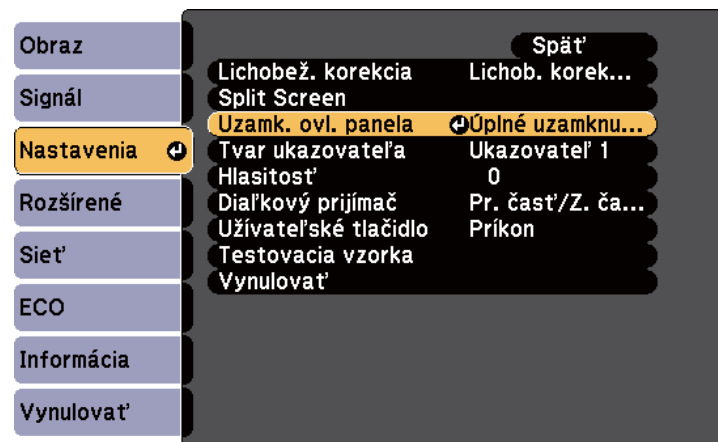 Obraz
Signál
Nastavenia
Rozšírené
Sieť
ECO
Informácia
Vynulovať
Späť
Lichobež. korekcia Lichob. korek...
Split Screen
Uzamk. ovl. panela Úplné uzamknu...
Tvar ukazovateľa Ukazovateľ 1
Hlasitosť 0
Diaľkový prijímač Pr. časť/Z. ča...
Užívateľské tlačidlo Príkon
Testovacia vzorka
Vynulovať